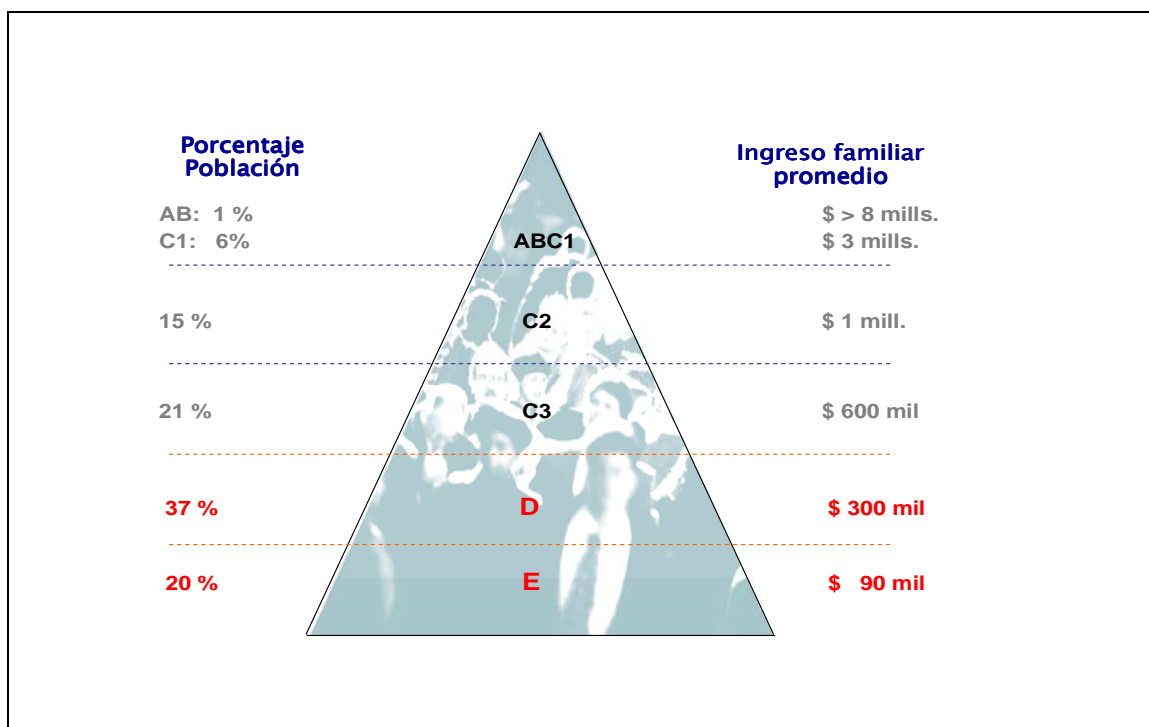 Porcentaje
Población
Ingreso familiar
promedio
AB: 1 %
$ > 8 mills.
C1: 6%
ABC1
$ 3 mills.
15 %
C2
$ 1 mill.
21 %
C3
$ 600 mil
37 %
D
$ 300 mil
20 %
E
$ 90 mil